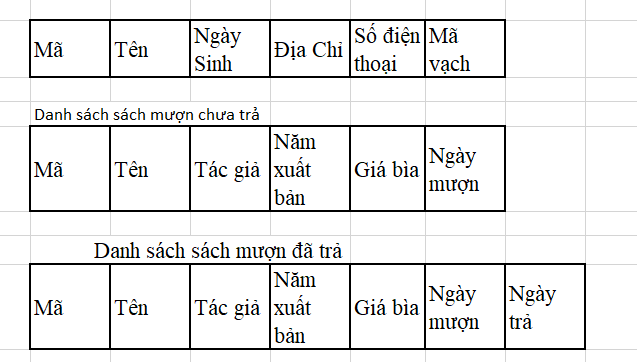 Mã Tên Ngày Sinh Địa Chỉ Số điện thoại Mã vạch
Danh sách sách mượn chưa trả
Mã Tên Tác giả Năm xuất bản Giá bìa Ngày mượn
Danh sách sách mượn đã trả
Mã Tên Tác giả Năm xuất bản Giá bìa Ngày mượn Ngày trả